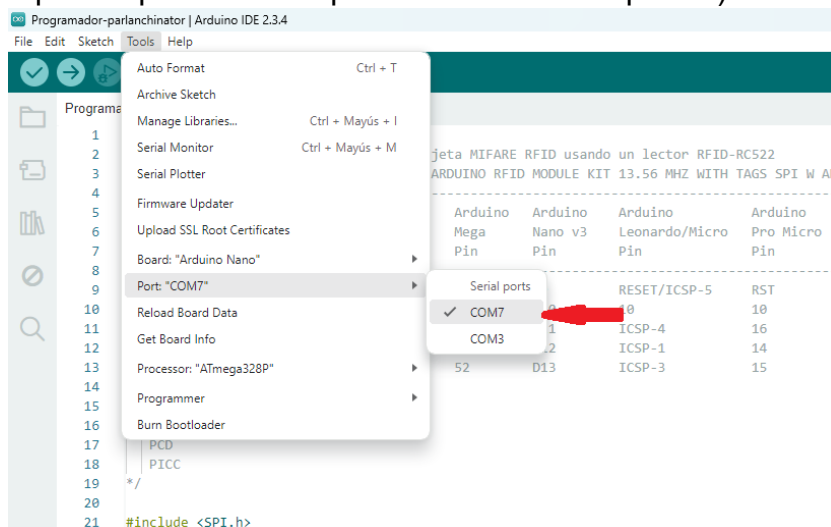 Programador-parlanchinator | Arduino IDE 2.3.4
File Edit Sketch Tools Help
Auto Format Ctrl + T
Archive Sketch
Manage Libraries... Ctrl + Mayús + I
Serial Monitor Ctrl + Mayús + M
Serial Plotter
Firmware Updater
Upload SSL Root Certificates
Board: "Arduino Nano"
Port: "COM7"
Reload Board Data
Get Board Info
Processor: "ATmega328P"
Programmer
Burn Bootloader
Serial ports
✓ COM7
COM3
Programa
1
2 jeta MIFARE RFID usando un lector RFID-RC522
3 ARDUINO RFID MODULE KIT 13.56 MHZ WITH TAGS SPI W
4 ----------------------------------------------------
5 Arduino Arduino Arduino Arduino
6 Mega Nano v3 Leonardo/Micro Pro Micro
7 Pin Pin Pin Pin
8 ----------------------------------------------------
9 RESET/ICSP-5 RST
10 10 10
11 ICSP-4 16
12 ICSP-1 14
13 52 D13 ICSP-3 15
14
15
16
17 PCD
18 PICC
19 */
20
21 #include <SPI.h>